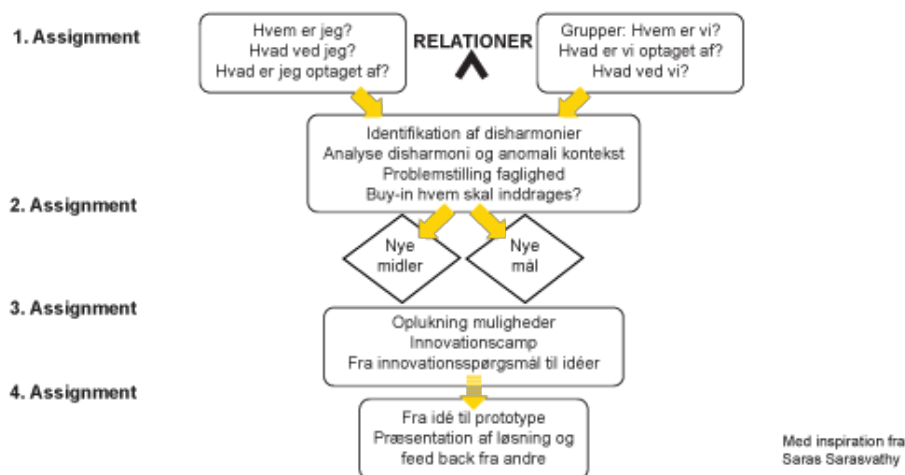 1. Assignment
Hvem er jeg?
Hvad ved jeg?
Hvad er jeg optaget af?
RELATIONER
Grupper: Hvem er vi?
Hvad er vi optaget af?
Hvad ved vi?
Identifikation af disharmonier
Analyse disharmoni og anomali kontekst
Problemstilling faglighed
Buy-in hvem skal inddrages?
2. Assignment
Nye
midler
Nye
mål
3. Assignment
Oplukning muligheder
Innovationscamp
Fra innovationsspørgsmål til idéer
4. Assignment
Fra idé til prototype
Præsentation af løsning og
feed back fra andre
Med inspiration fra
Saras Sarasvathy